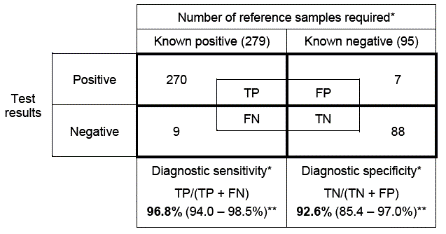 Number of reference samples required*
Known positive (279) Known negative (95)
Test results
Positive 270 TP FP 7
Negative 9 FN TN 88
Diagnostic sensitivity* Diagnostic specificity*
TP/(TP + FN) TN/(TN + FP)
96.8% (94.0 – 98.5%)** 92.6% (85.4 – 97.0%)**